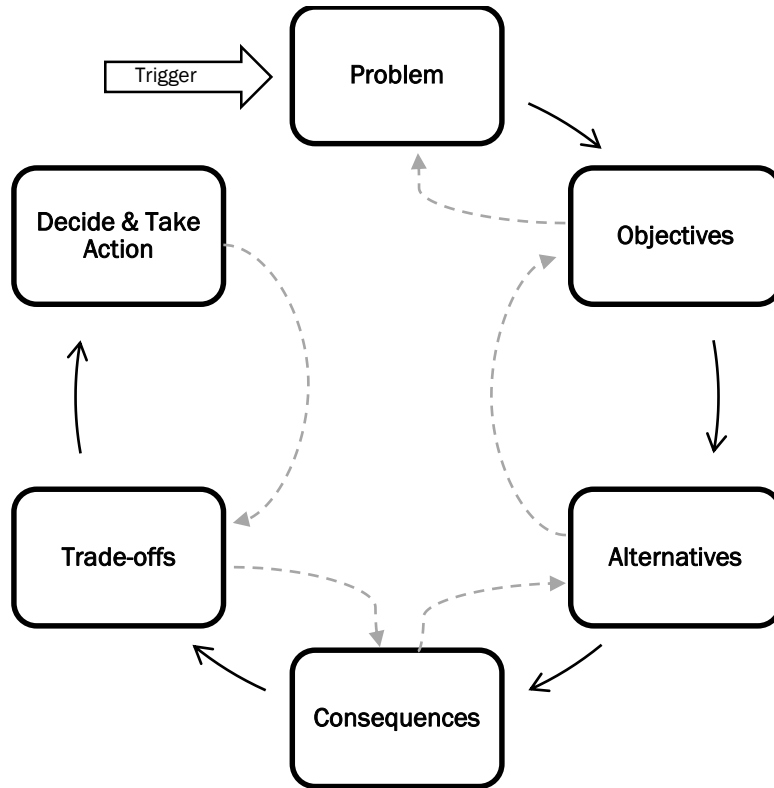 Trigger
Problem
Decide & Take
Action
Objectives
Trade-offs
Alternatives
Consequences